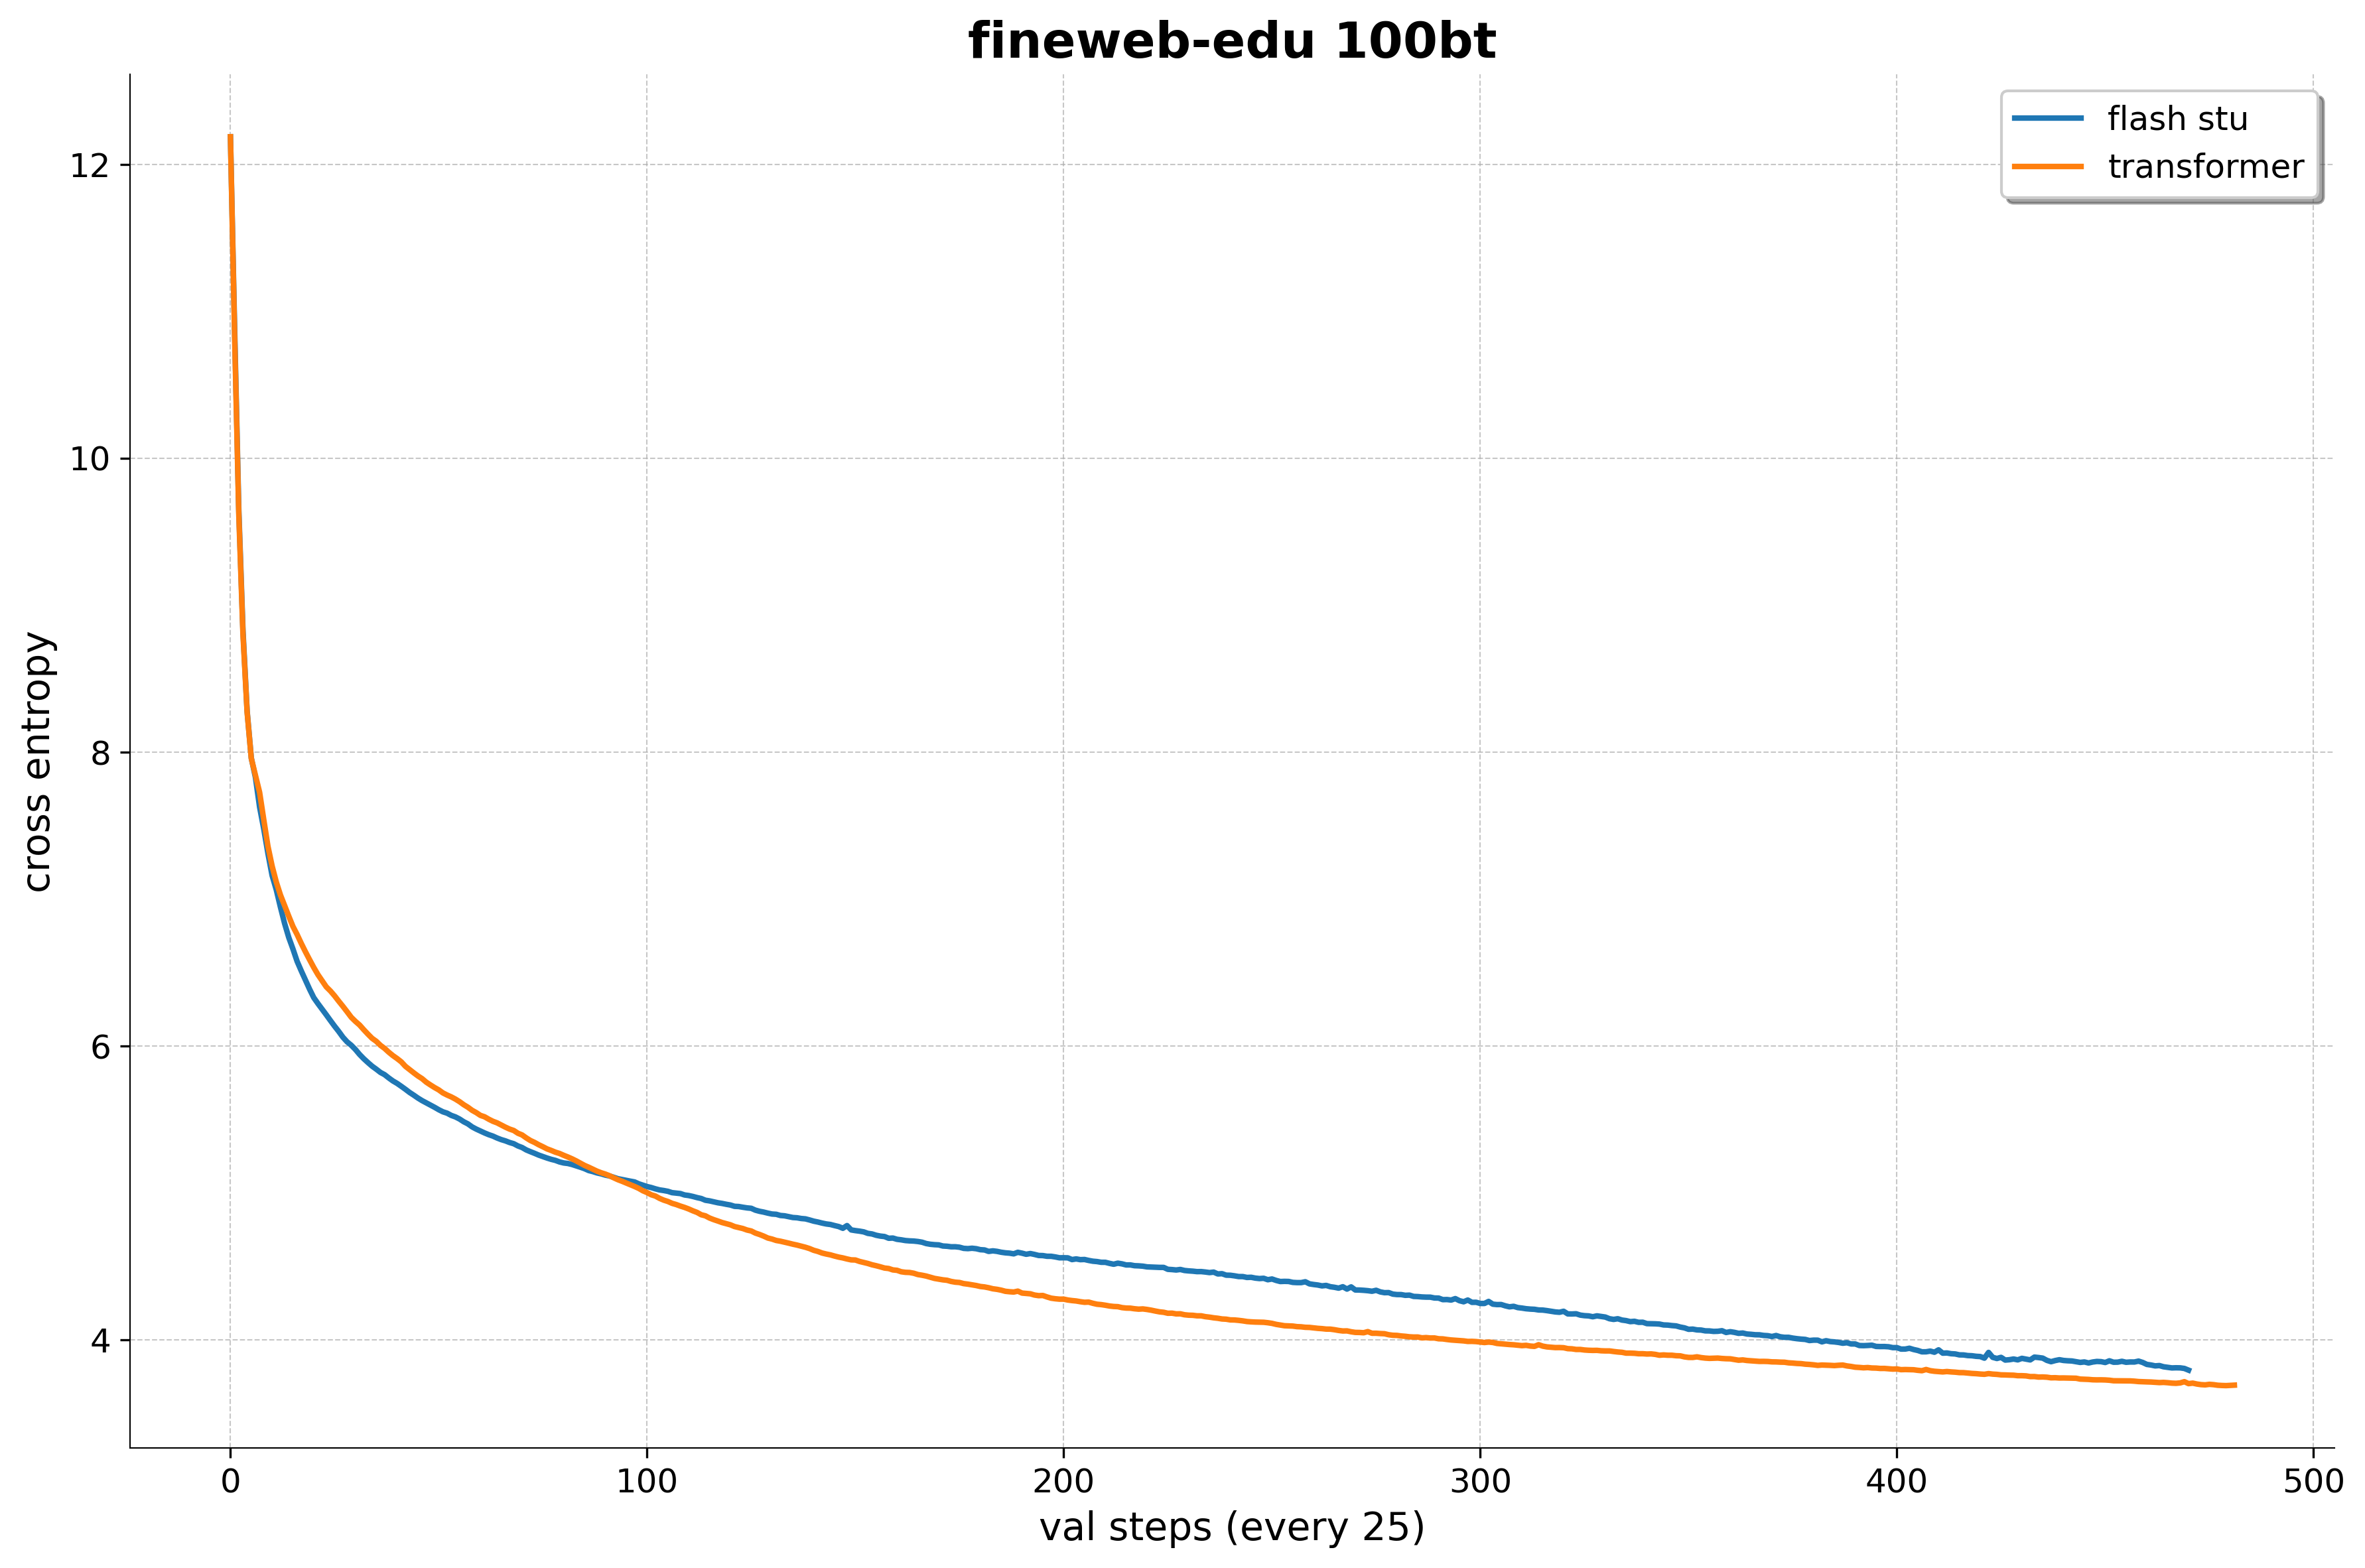 fineweb-edu 100bt
flash stu
transformer
12
10
8
6
4
cross entropy
0
100
200
300
400
500
val steps (every 25)